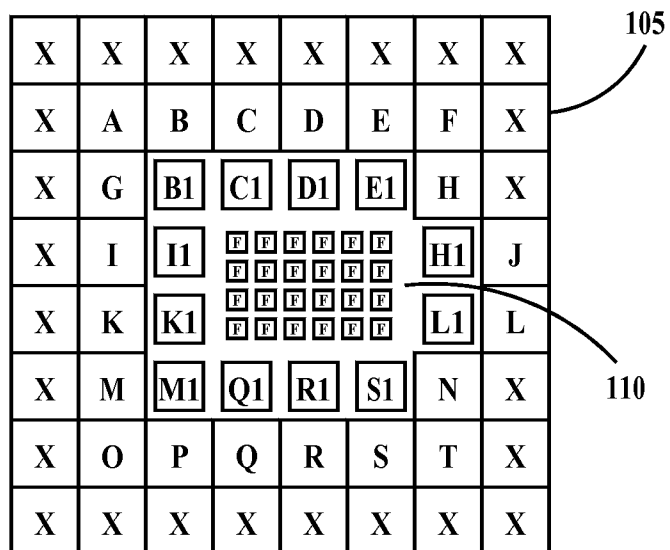 105
X X X X X X X X
X A B C D E F X
X G B1 C1 D1 E1 H X
X I I1 F F F F F F H1 J
F F F F F F
X K K1 F F F F F F L1 L
F F F F F F
110
X M M1 Q1 R1 S1 N X
X O P Q R S T X
X X X X X X X X